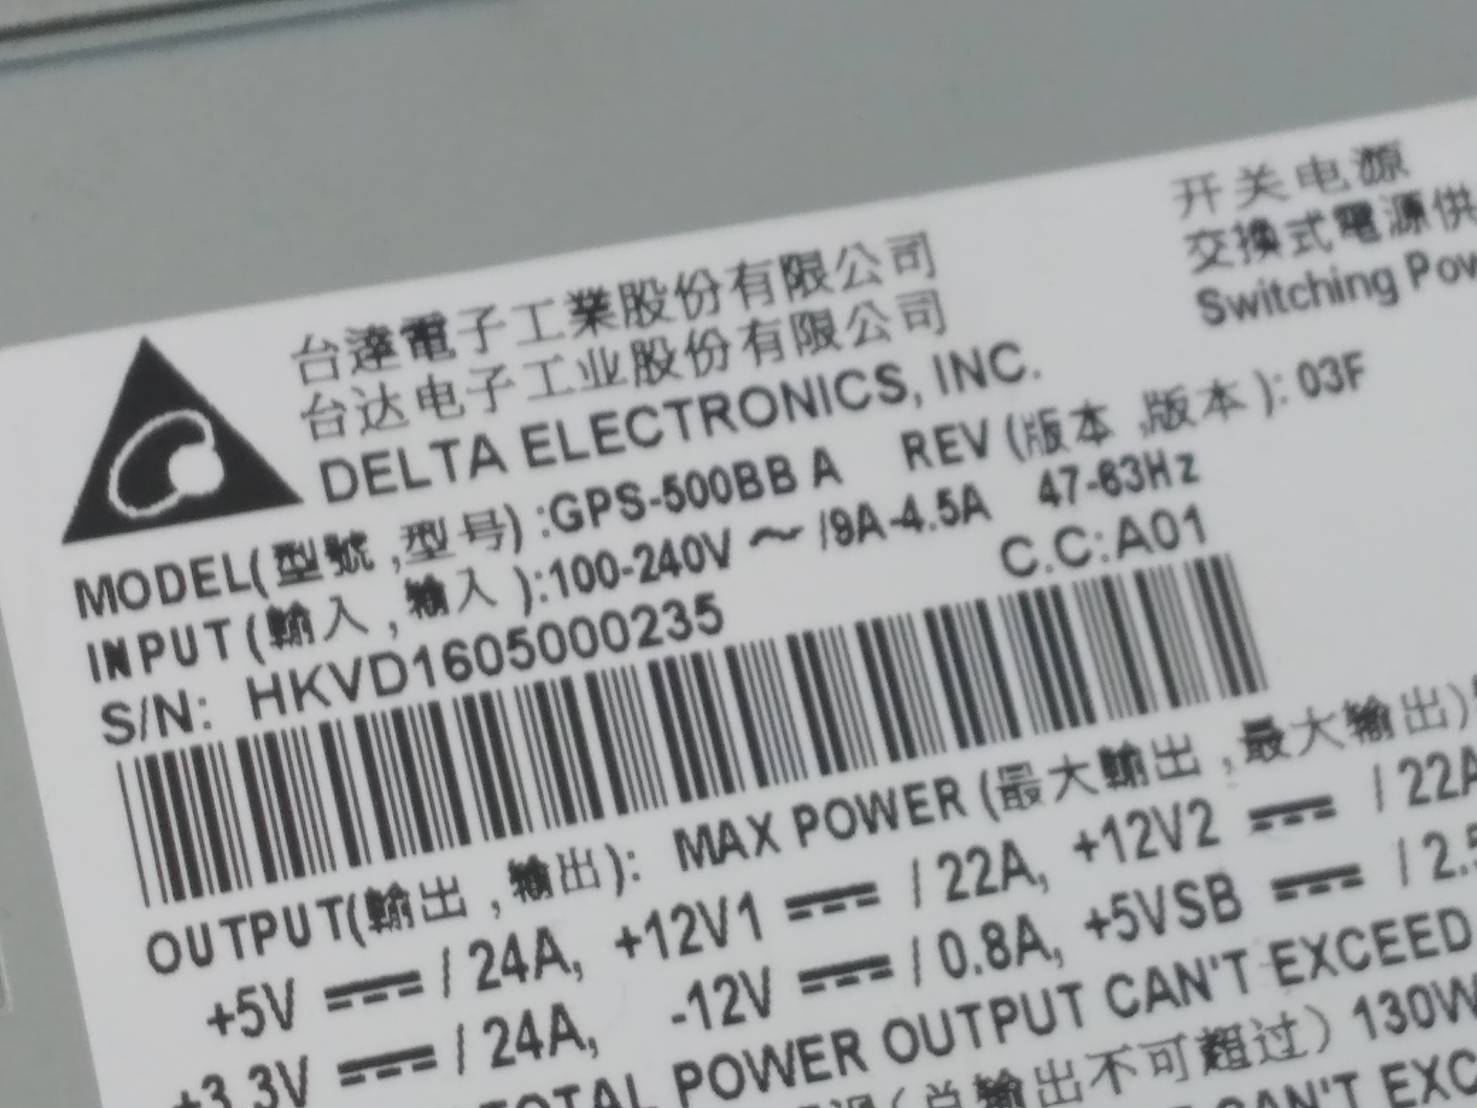 开关电源
交換式電源供
Switching Pow
台達電子工業股份有限公司
台达电子工业股份有限公司
DELTA ELECTRONICS, INC.
MODEL(型號,型号):GPS-500BB A REV(版本,版本): 03F
INPUT(輸入,输入):100-240V ～ /9A-4.5A 47-63Hz
S/N: HKVD1605000235 C.C:A01
OUTPUT(輸出,输出): MAX POWER(最大輸出,最大输出)
+5V ⎓ / 24A, +12V1 ⎓ / 22A, +12V2 ⎓ / 22A
+3.3V ⎓ / 24A, -12V ⎓ / 0.8A, +5VSB ⎓ / 2.5
TOTAL POWER OUTPUT CAN'T EXCEED
(总输出不可超过) 130W
CAN'T EXC